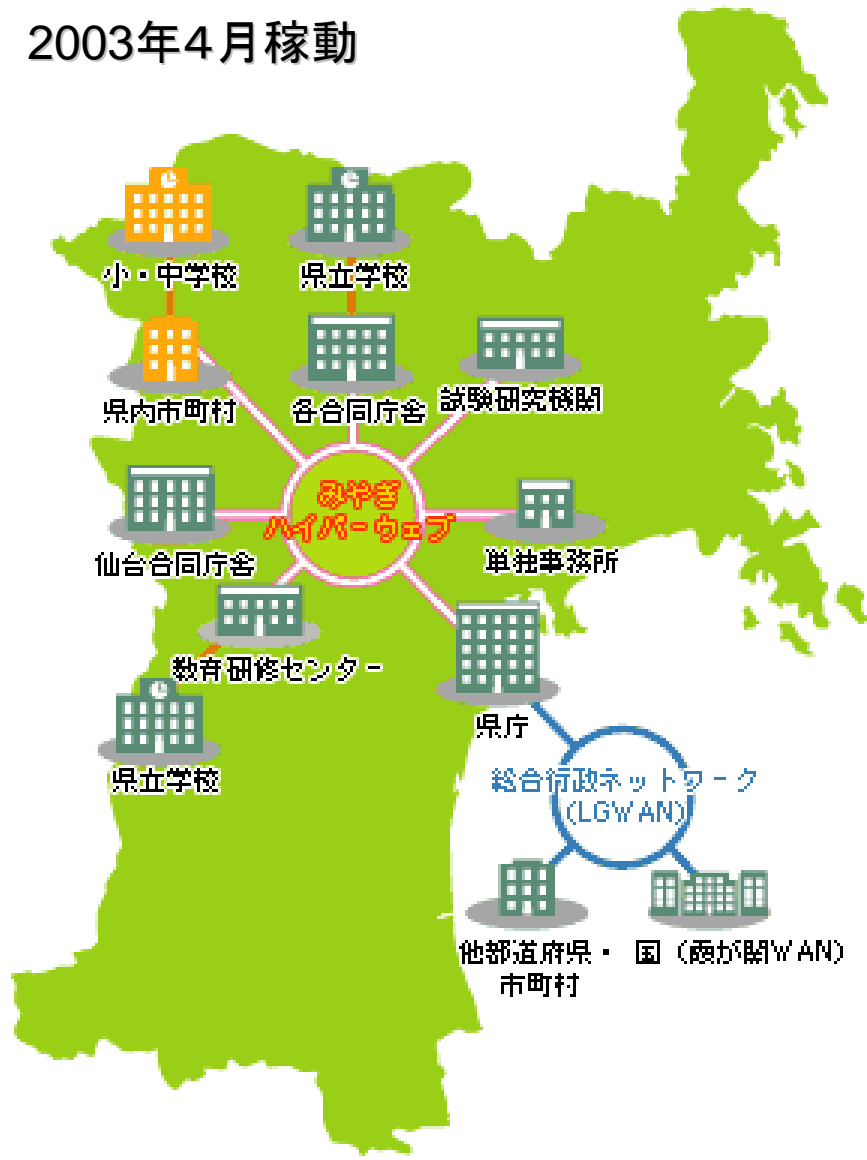 2003年4月稼動
小・中学校
県立学校
県内市町村
各合同庁舎
試験研究機関
みやぎ
ハイパーウェブ
仙台合同庁舎
単独事務所
教育研修センター
県庁
県立学校
総合行政ネットワーク
(LGWAN)
他都道府県・
市町村
国（霞が関WAN）